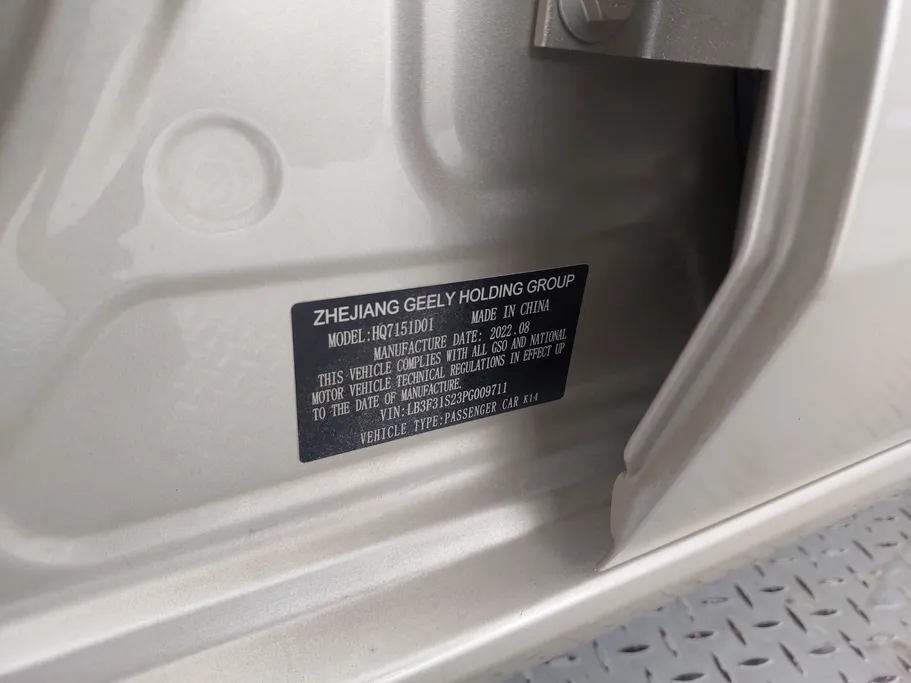 ZHEJIANG GEELY HOLDING GROUP
MODEL:HQ7151D01 MADE IN CHINA
MANUFACTURE DATE: 2022.08
THIS VEHICLE COMPLIES WITH ALL GSO AND NATIONAL
MOTOR VEHICLE TECHNICAL REGULATIONS IN EFFECT UP
TO THE DATE OF MANUFACTURE.
VIN:LB3F31S23PG009711
VEHICLE TYPE:PASSENGER CAR K14